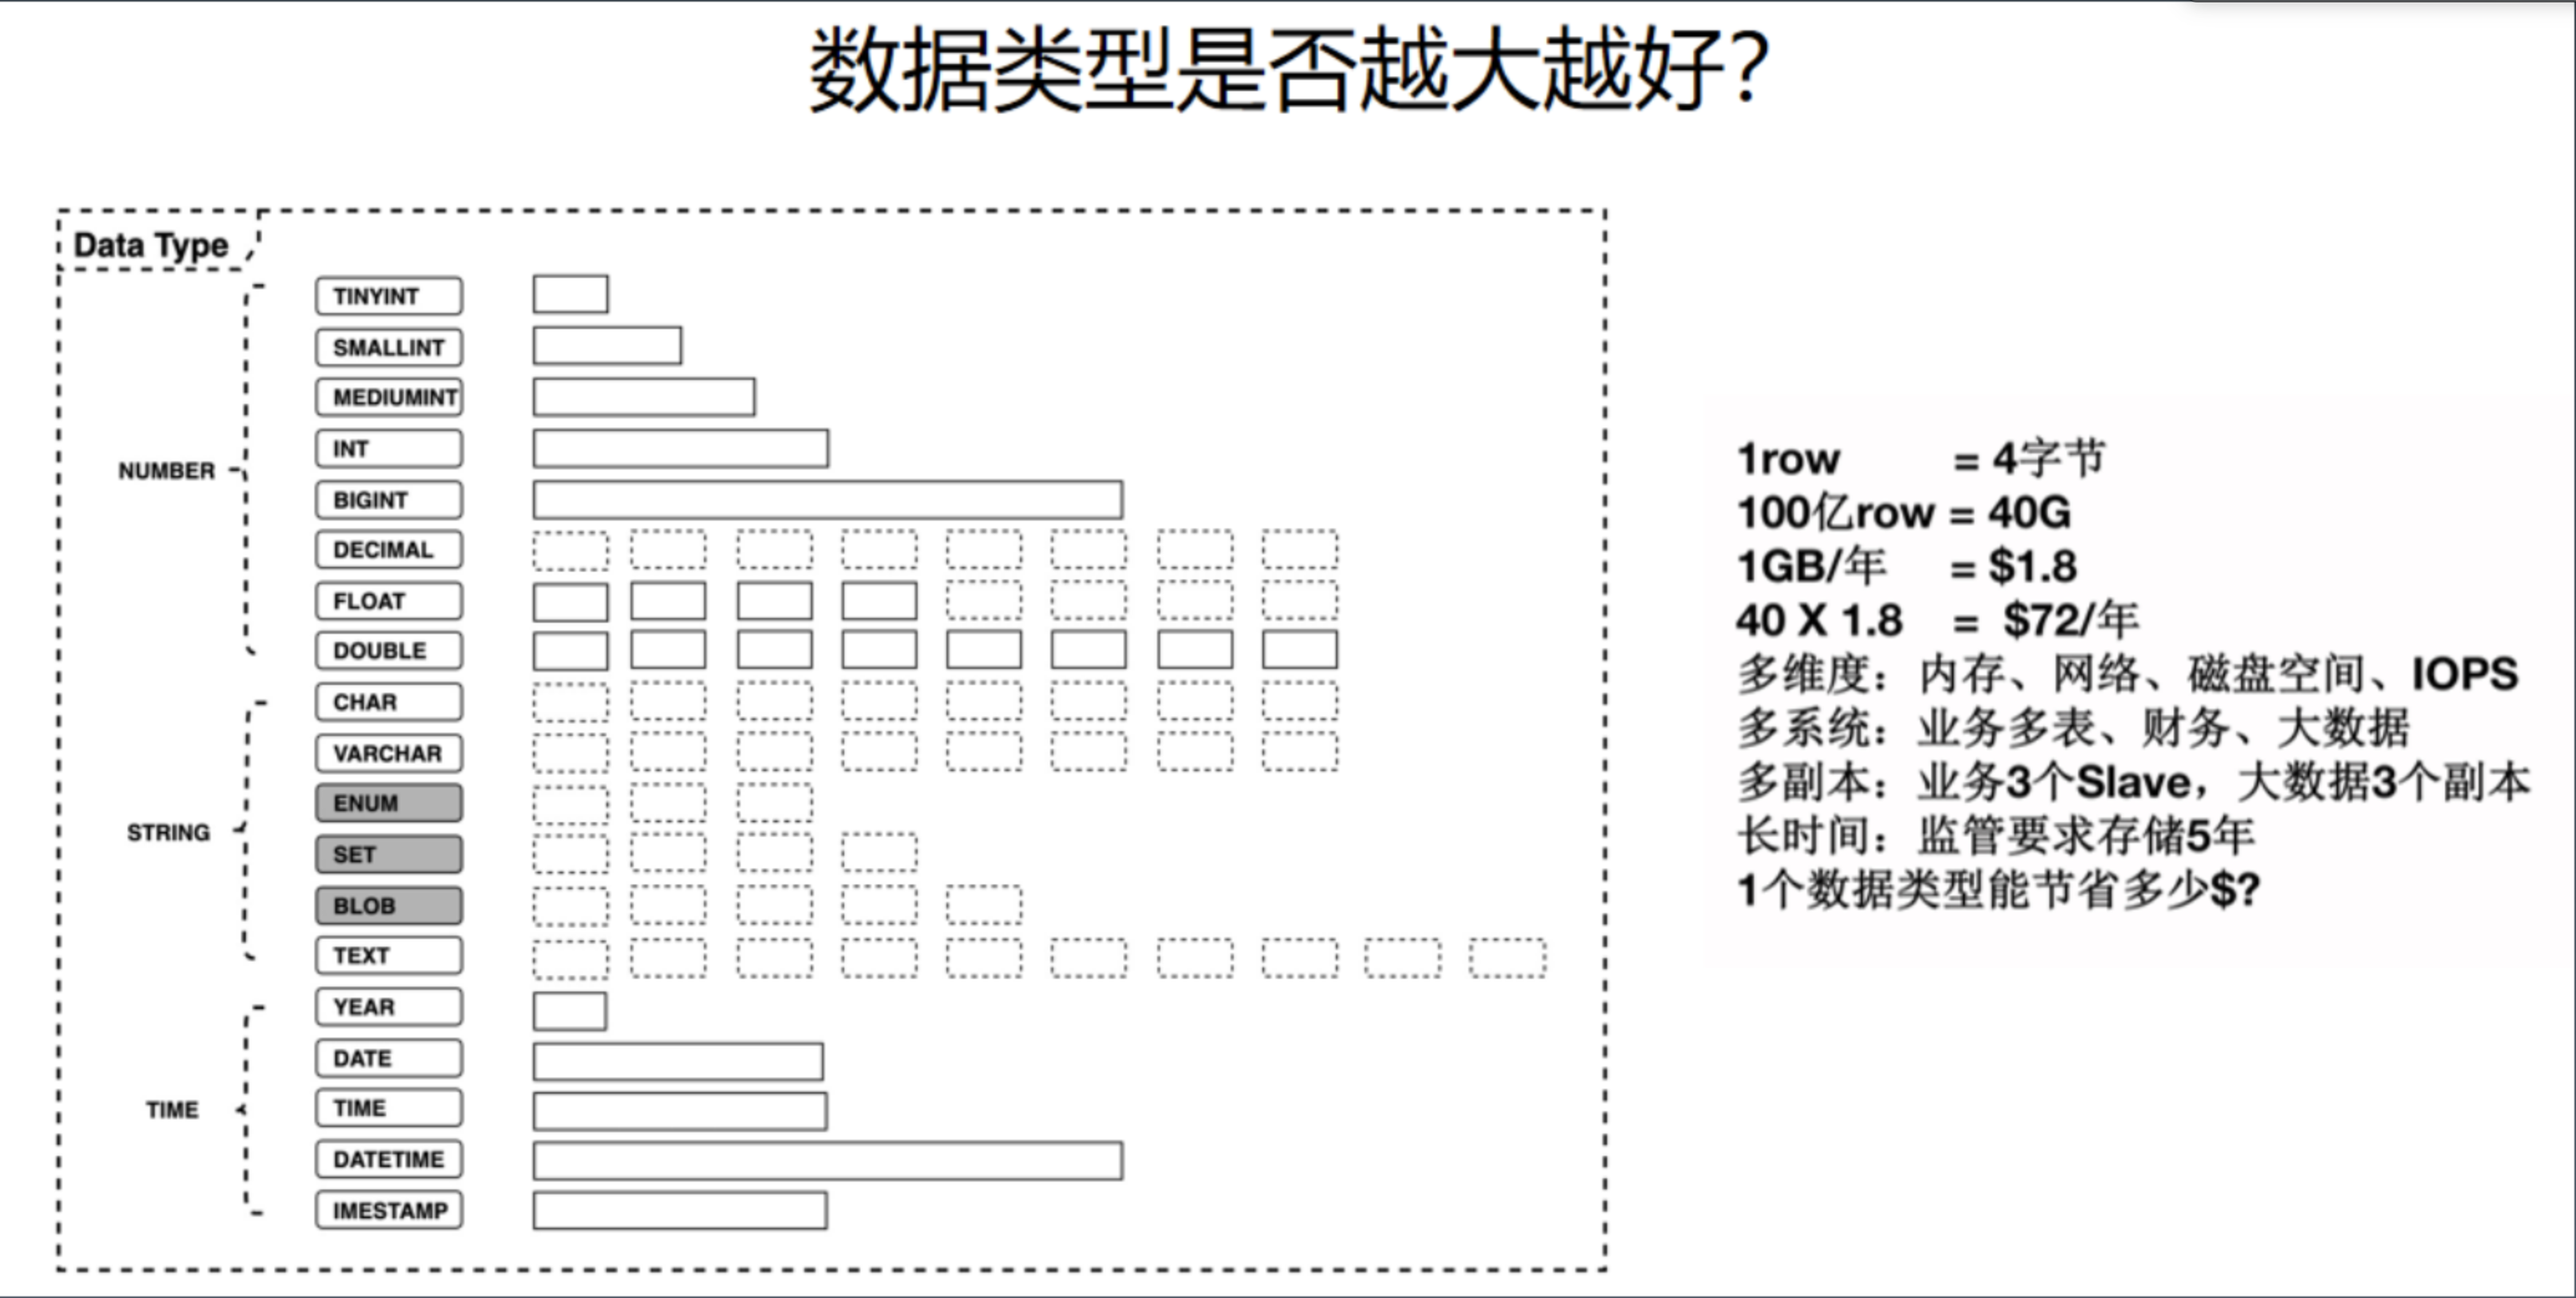 数据类型是否越大越好?
Data Type
NUMBER
TINYINT
SMALLINT
MEDIUMINT
INT
BIGINT
DECIMAL
FLOAT
DOUBLE
STRING
CHAR
VARCHAR
ENUM
SET
BLOB
TEXT
TIME
YEAR
DATE
TIME
DATETIME
IMESTAMP
1row = 4字节
100亿row = 40G
1GB/年 = $1.8
40 X 1.8 = $72/年
多维度：内存、网络、磁盘空间、IOPS
多系统：业务多表、财务、大数据
多副本：业务3个Slave，大数据3个副本
长时间：监管要求存储5年
1个数据类型能节省多少$?